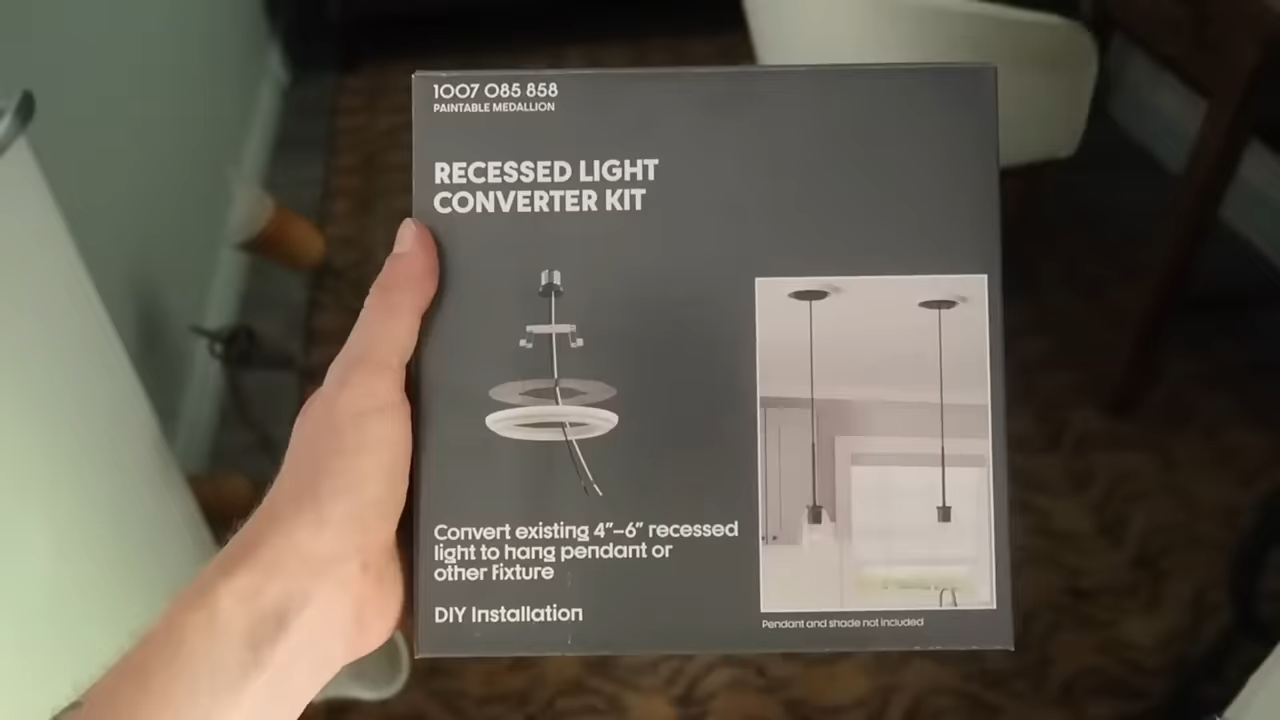 1007 085 858
PAINTABLE MEDALLION
RECESSED LIGHT
CONVERTER KIT
Convert existing 4”–6” recessed
light to hang pendant or
other fixture
DIY Installation
Pendant and shade not included